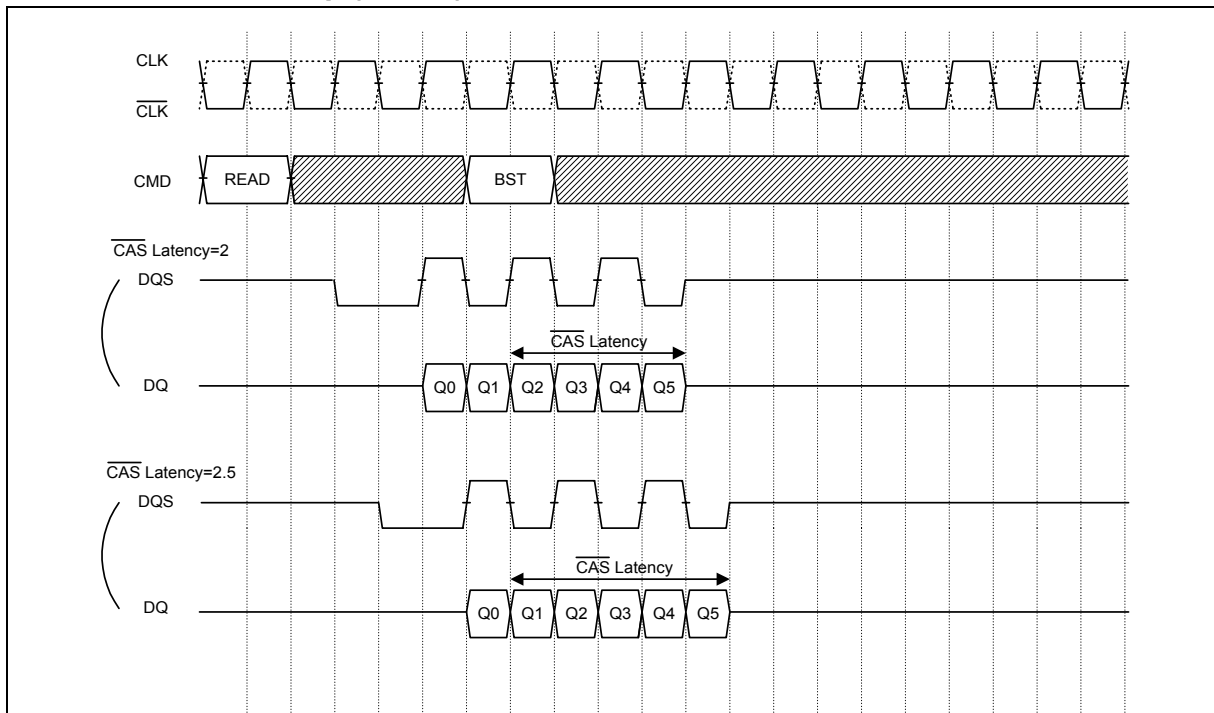 CLK
CLK
CMD
READ
BST
CAS Latency=2
DQS
CAS Latency
DQ
Q0 Q1 Q2 Q3 Q4 Q5
CAS Latency=2.5
DQS
CAS Latency
DQ
Q0 Q1 Q2 Q3 Q4 Q5